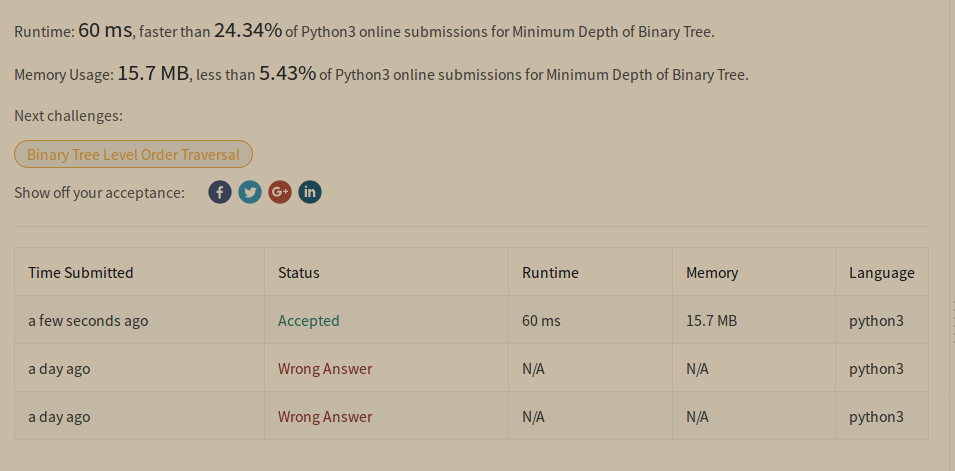 Runtime: 60 ms, faster than 24.34% of Python3 online submissions for Minimum Depth of Binary Tree.
Memory Usage: 15.7 MB, less than 5.43% of Python3 online submissions for Minimum Depth of Binary Tree.
Next challenges:
Binary Tree Level Order Traversal
Show off your acceptance: f G+ in
Time Submitted Status Runtime Memory Language
a few seconds ago Accepted 60 ms 15.7 MB python3
a day ago Wrong Answer N/A N/A python3
a day ago Wrong Answer N/A N/A python3